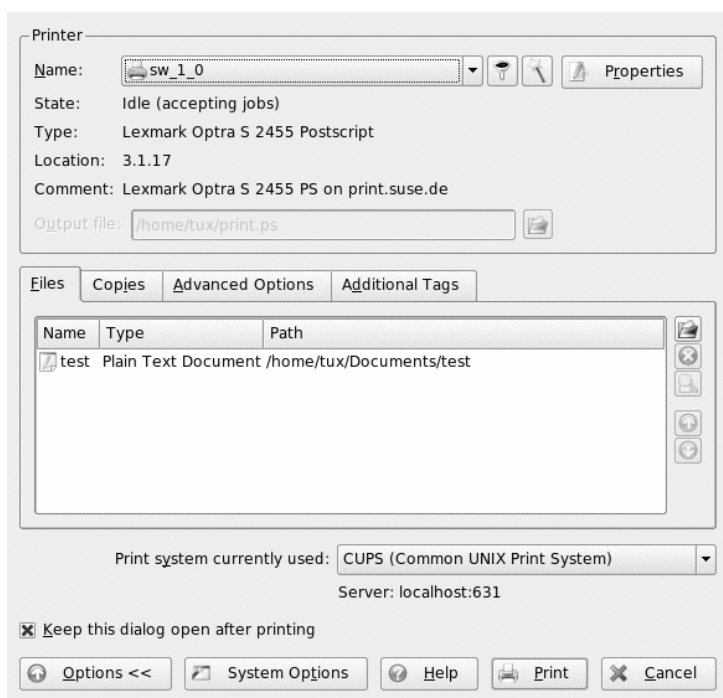 Printer
Name: sw_1_0 Properties
State: Idle (accepting jobs)
Type: Lexmark Optra S 2455 Postscript
Location: 3.1.17
Comment: Lexmark Optra S 2455 PS on print.suse.de
Output file: /home/tux/print.ps
Files Copies Advanced Options Additional Tags
Name Type Path
test Plain Text Document /home/tux/Documents/test
Print system currently used: CUPS (Common UNIX Print System)
Server: localhost:631
Keep this dialog open after printing
Options << System Options Help Print Cancel